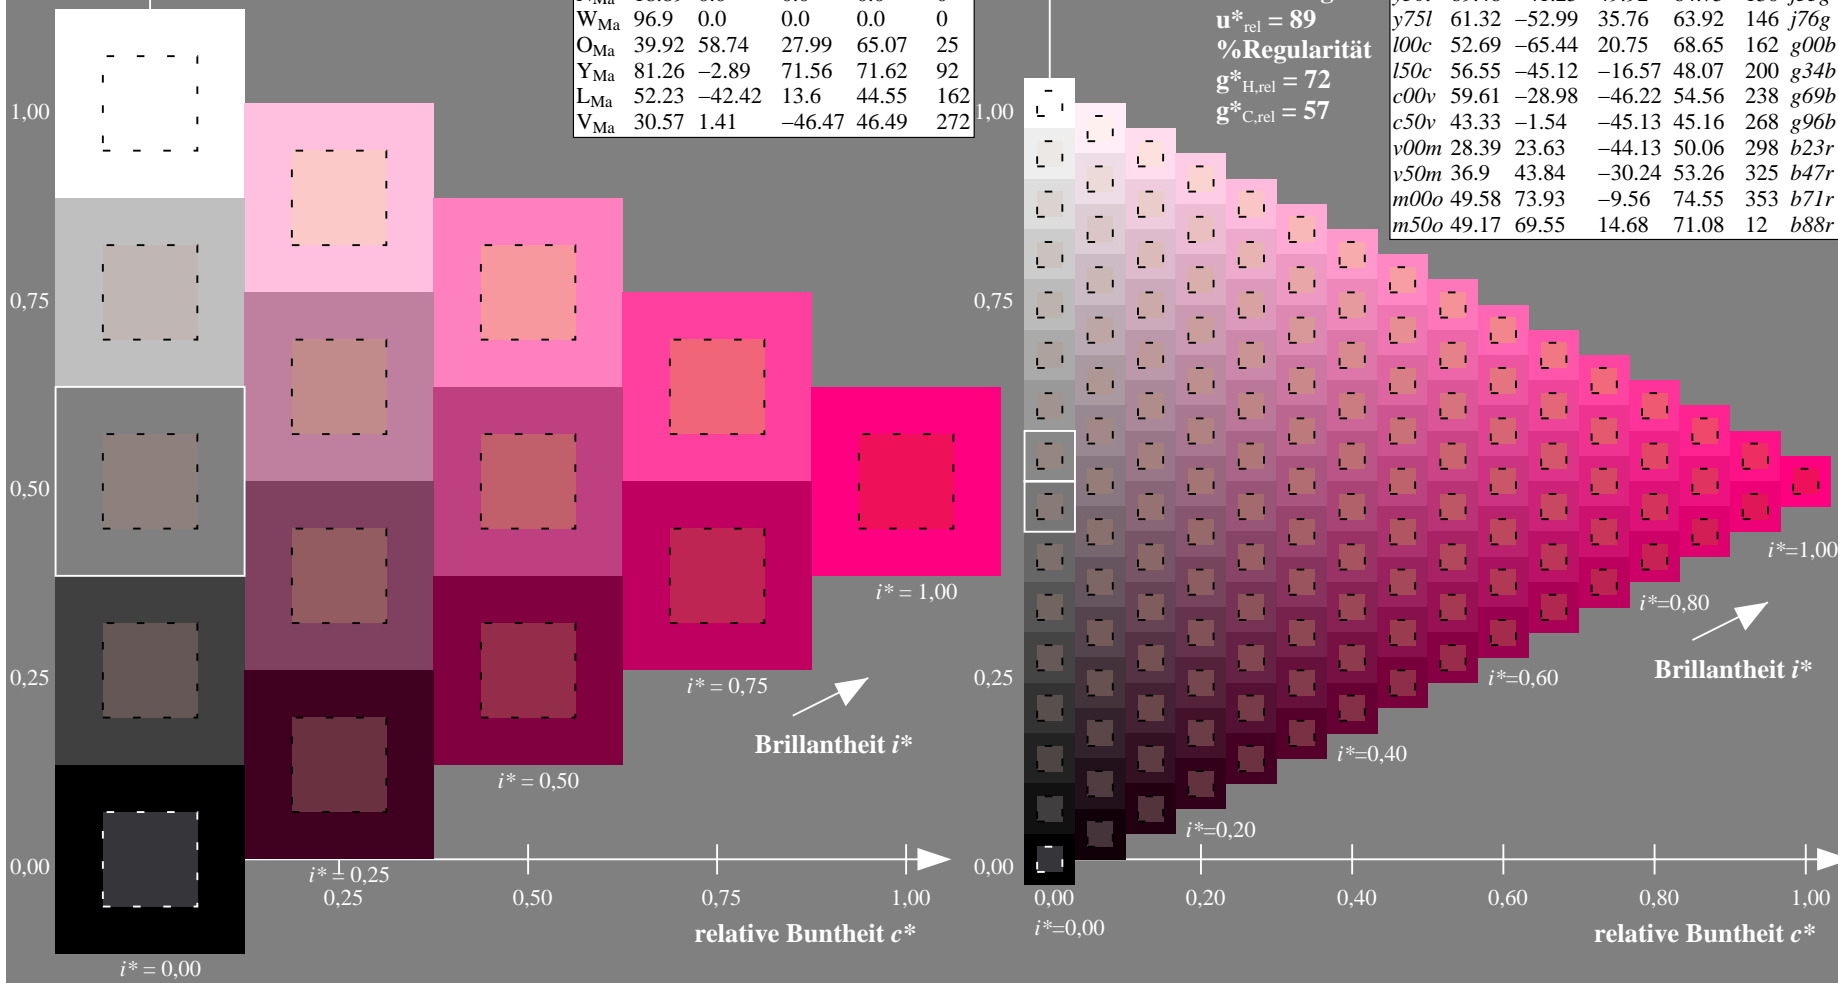 W_Ma 96.9 0.0 0.0 0.0 0
O_Ma 39.92 58.74 27.99 65.07 25
Y_Ma 81.26 −2.89 71.56 71.62 92
L_Ma 52.23 −42.42 13.6 44.55 162
V_Ma 30.57 1.41 −46.47 46.49 272
1,00
0,75
0,50
0,25
0,00
i* = 1,00
i* = 0,75
Brillantheit i*
i* = 0,50
i* = 0,25
0,25 0,50 0,75 1,00
relative Buntheit c*
i* = 0,00
u*rel = 89
%Regularität
g*H,rel = 72
g*C,rel = 57
y75l 61.32 −52.99 35.76 63.92 146 j76g
l00c 52.69 −65.44 20.75 68.65 162 g00b
l50c 56.55 −45.12 −16.57 48.07 200 g34b
c00v 59.61 −28.98 −46.22 54.56 238 g69b
c50v 43.33 −1.54 −45.13 45.16 268 g96b
v00m 28.39 23.63 −44.13 50.06 298 b23r
v50m 36.9 43.84 −30.24 53.26 325 b47r
m00o 49.58 73.93 −9.56 74.55 353 b71r
m50o 49.17 69.55 14.68 71.08 12 b88r
1,00
0,75
0,50
0,25
0,00
i*=1,00
i*=0,80
Brillantheit i*
i*=0,60
i*=0,40
i*=0,20
0,00 0,20 0,40 0,60 0,80 1,00
i*=0,00
relative Buntheit c*